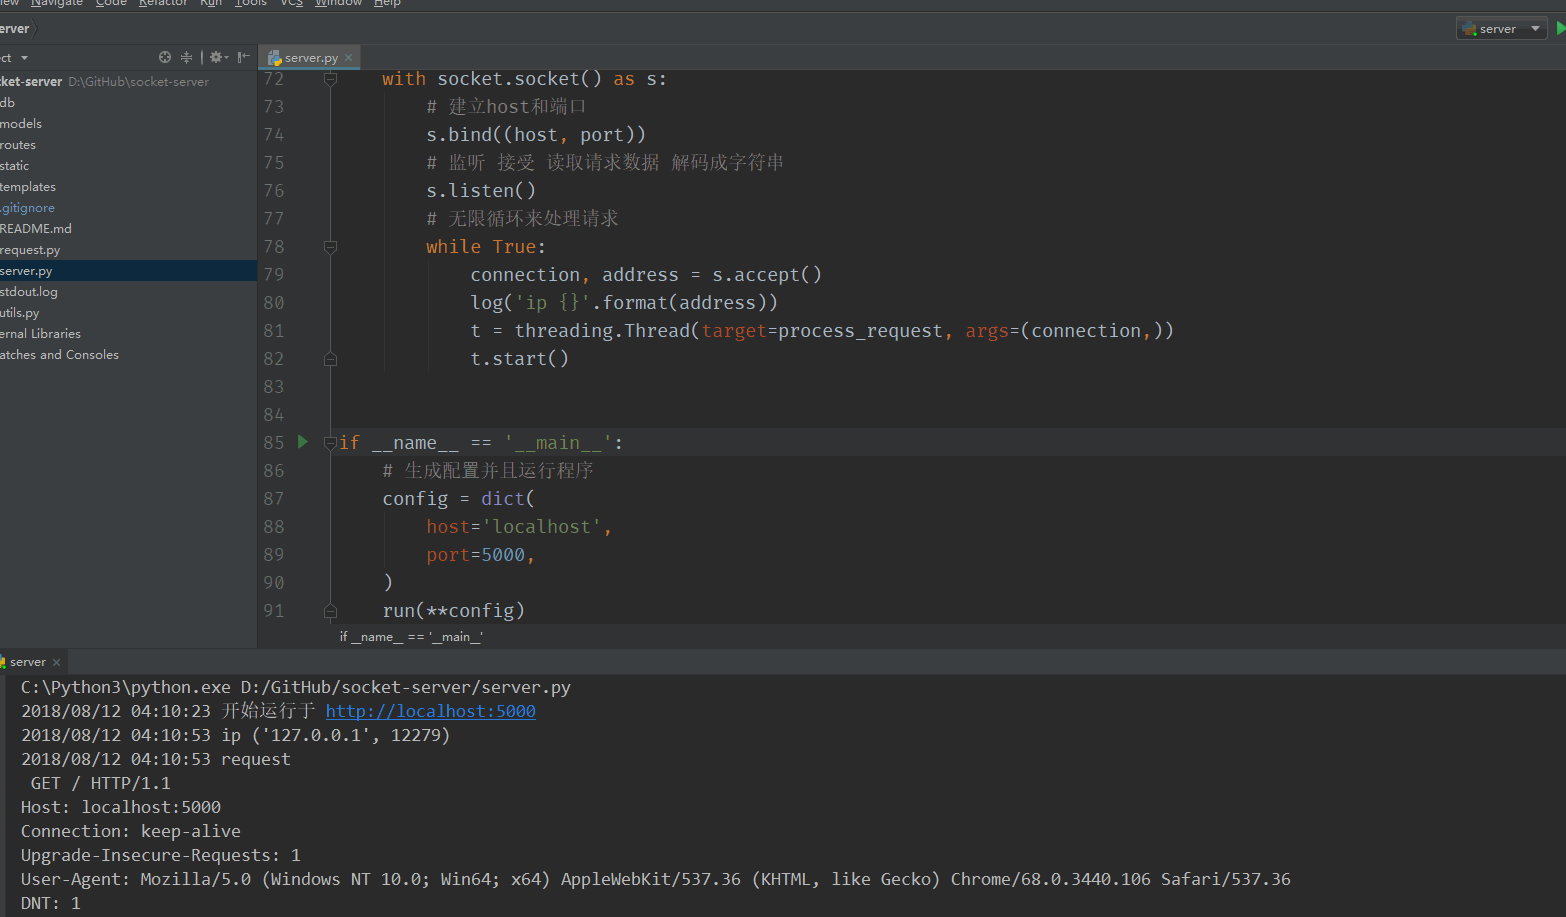 iew Navigate Code Refactor Run Tools VCS Window Help
erver
server
ct
server.py
ket-server D:\GitHub\socket-server
db
models
routes
static
templates
.gitignore
README.md
request.py
server.py
stdout.log
utils.py
ernal Libraries
atches and Consoles
72 with socket.socket() as s:
73 # 建立host和端口
74 s.bind((host, port))
75 # 监听 接受 读取请求数据 解码成字符串
76 s.listen()
77 # 无限循环来处理请求
78 while True:
79 connection, address = s.accept()
80 log('ip {}'.format(address))
81 t = threading.Thread(target=process_request, args=(connection,))
82 t.start()
83
84
85 if __name__ == '__main__':
86 # 生成配置并且运行程序
87 config = dict(
88 host='localhost',
89 port=5000,
90 )
91 run(**config)
if __name__ == '__main__'
server
C:\Python3\python.exe D:/GitHub/socket-server/server.py
2018/08/12 04:10:23 开始运行于 http://localhost:5000
2018/08/12 04:10:53 ip ('127.0.0.1', 12279)
2018/08/12 04:10:53 request
GET / HTTP/1.1
Host: localhost:5000
Connection: keep-alive
Upgrade-Insecure-Requests: 1
User-Agent: Mozilla/5.0 (Windows NT 10.0; Win64; x64) AppleWebKit/537.36 (KHTML, like Gecko) Chrome/68.0.3440.106 Safari/537.36
DNT: 1